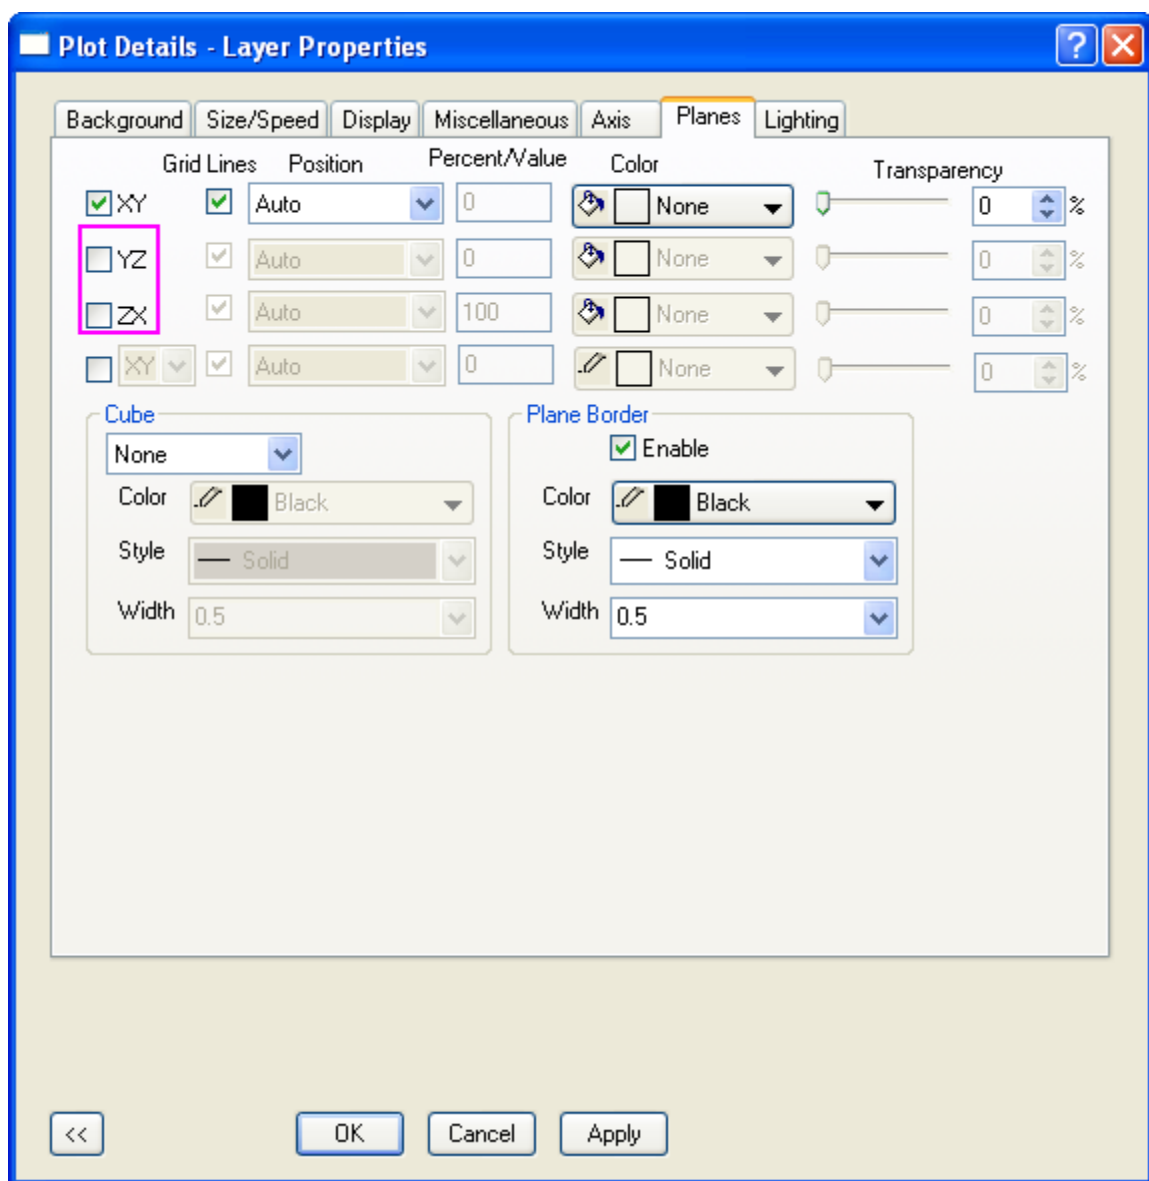 Plot Details - Layer Properties
Background Size/Speed Display Miscellaneous Axis Planes Lighting
Grid Lines Position Percent/Value Color Transparency
XY Auto 0 None 0 %
YZ Auto 0 None 0 %
ZX Auto 100 None 0 %
XY Auto 0 None 0 %
Cube Plane Border
None Enable
Color Black Color Black
Style Solid Style Solid
Width 0.5 Width 0.5
<< OK Cancel Apply